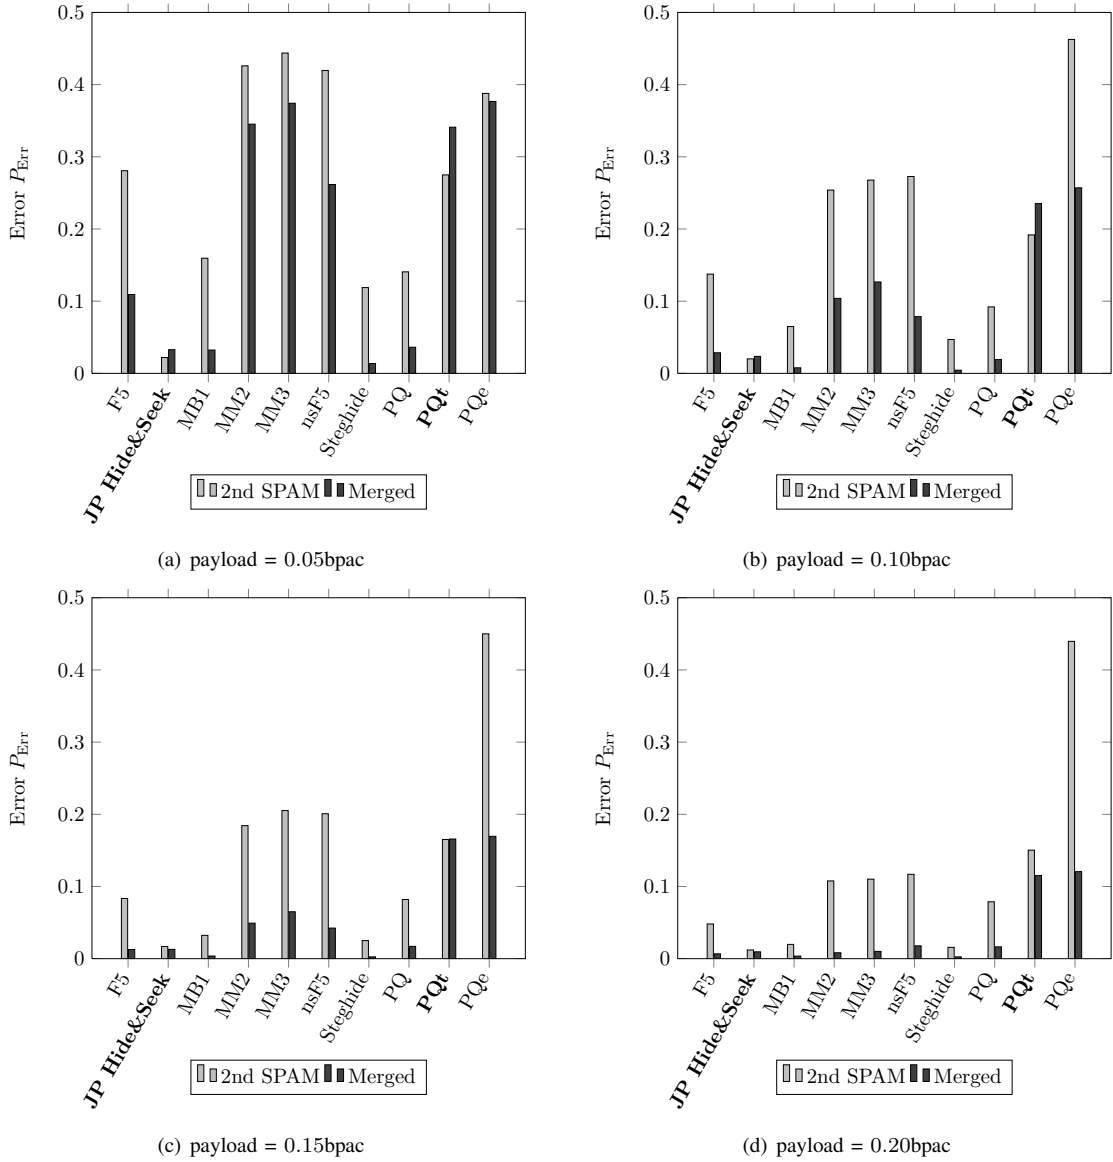 0.5
0.4
0.3
0.2
0.1
0
Error P_Err
F5
JP Hide&Seek
MB1
MM2
MM3
nsF5
Steghide
PQ
PQt
PQe
2nd SPAM Merged
(a) payload = 0.05bpac
0.5
0.4
0.3
0.2
0.1
0
Error P_Err
F5
JP Hide&Seek
MB1
MM2
MM3
nsF5
Steghide
PQ
PQt
PQe
2nd SPAM Merged
(b) payload = 0.10bpac
0.5
0.4
0.3
0.2
0.1
0
Error P_Err
F5
JP Hide&Seek
MB1
MM2
MM3
nsF5
Steghide
PQ
PQt
PQe
2nd SPAM Merged
(c) payload = 0.15bpac
0.5
0.4
0.3
0.2
0.1
0
Error P_Err
F5
JP Hide&Seek
MB1
MM2
MM3
nsF5
Steghide
PQ
PQt
PQe
2nd SPAM Merged
(d) payload = 0.20bpac